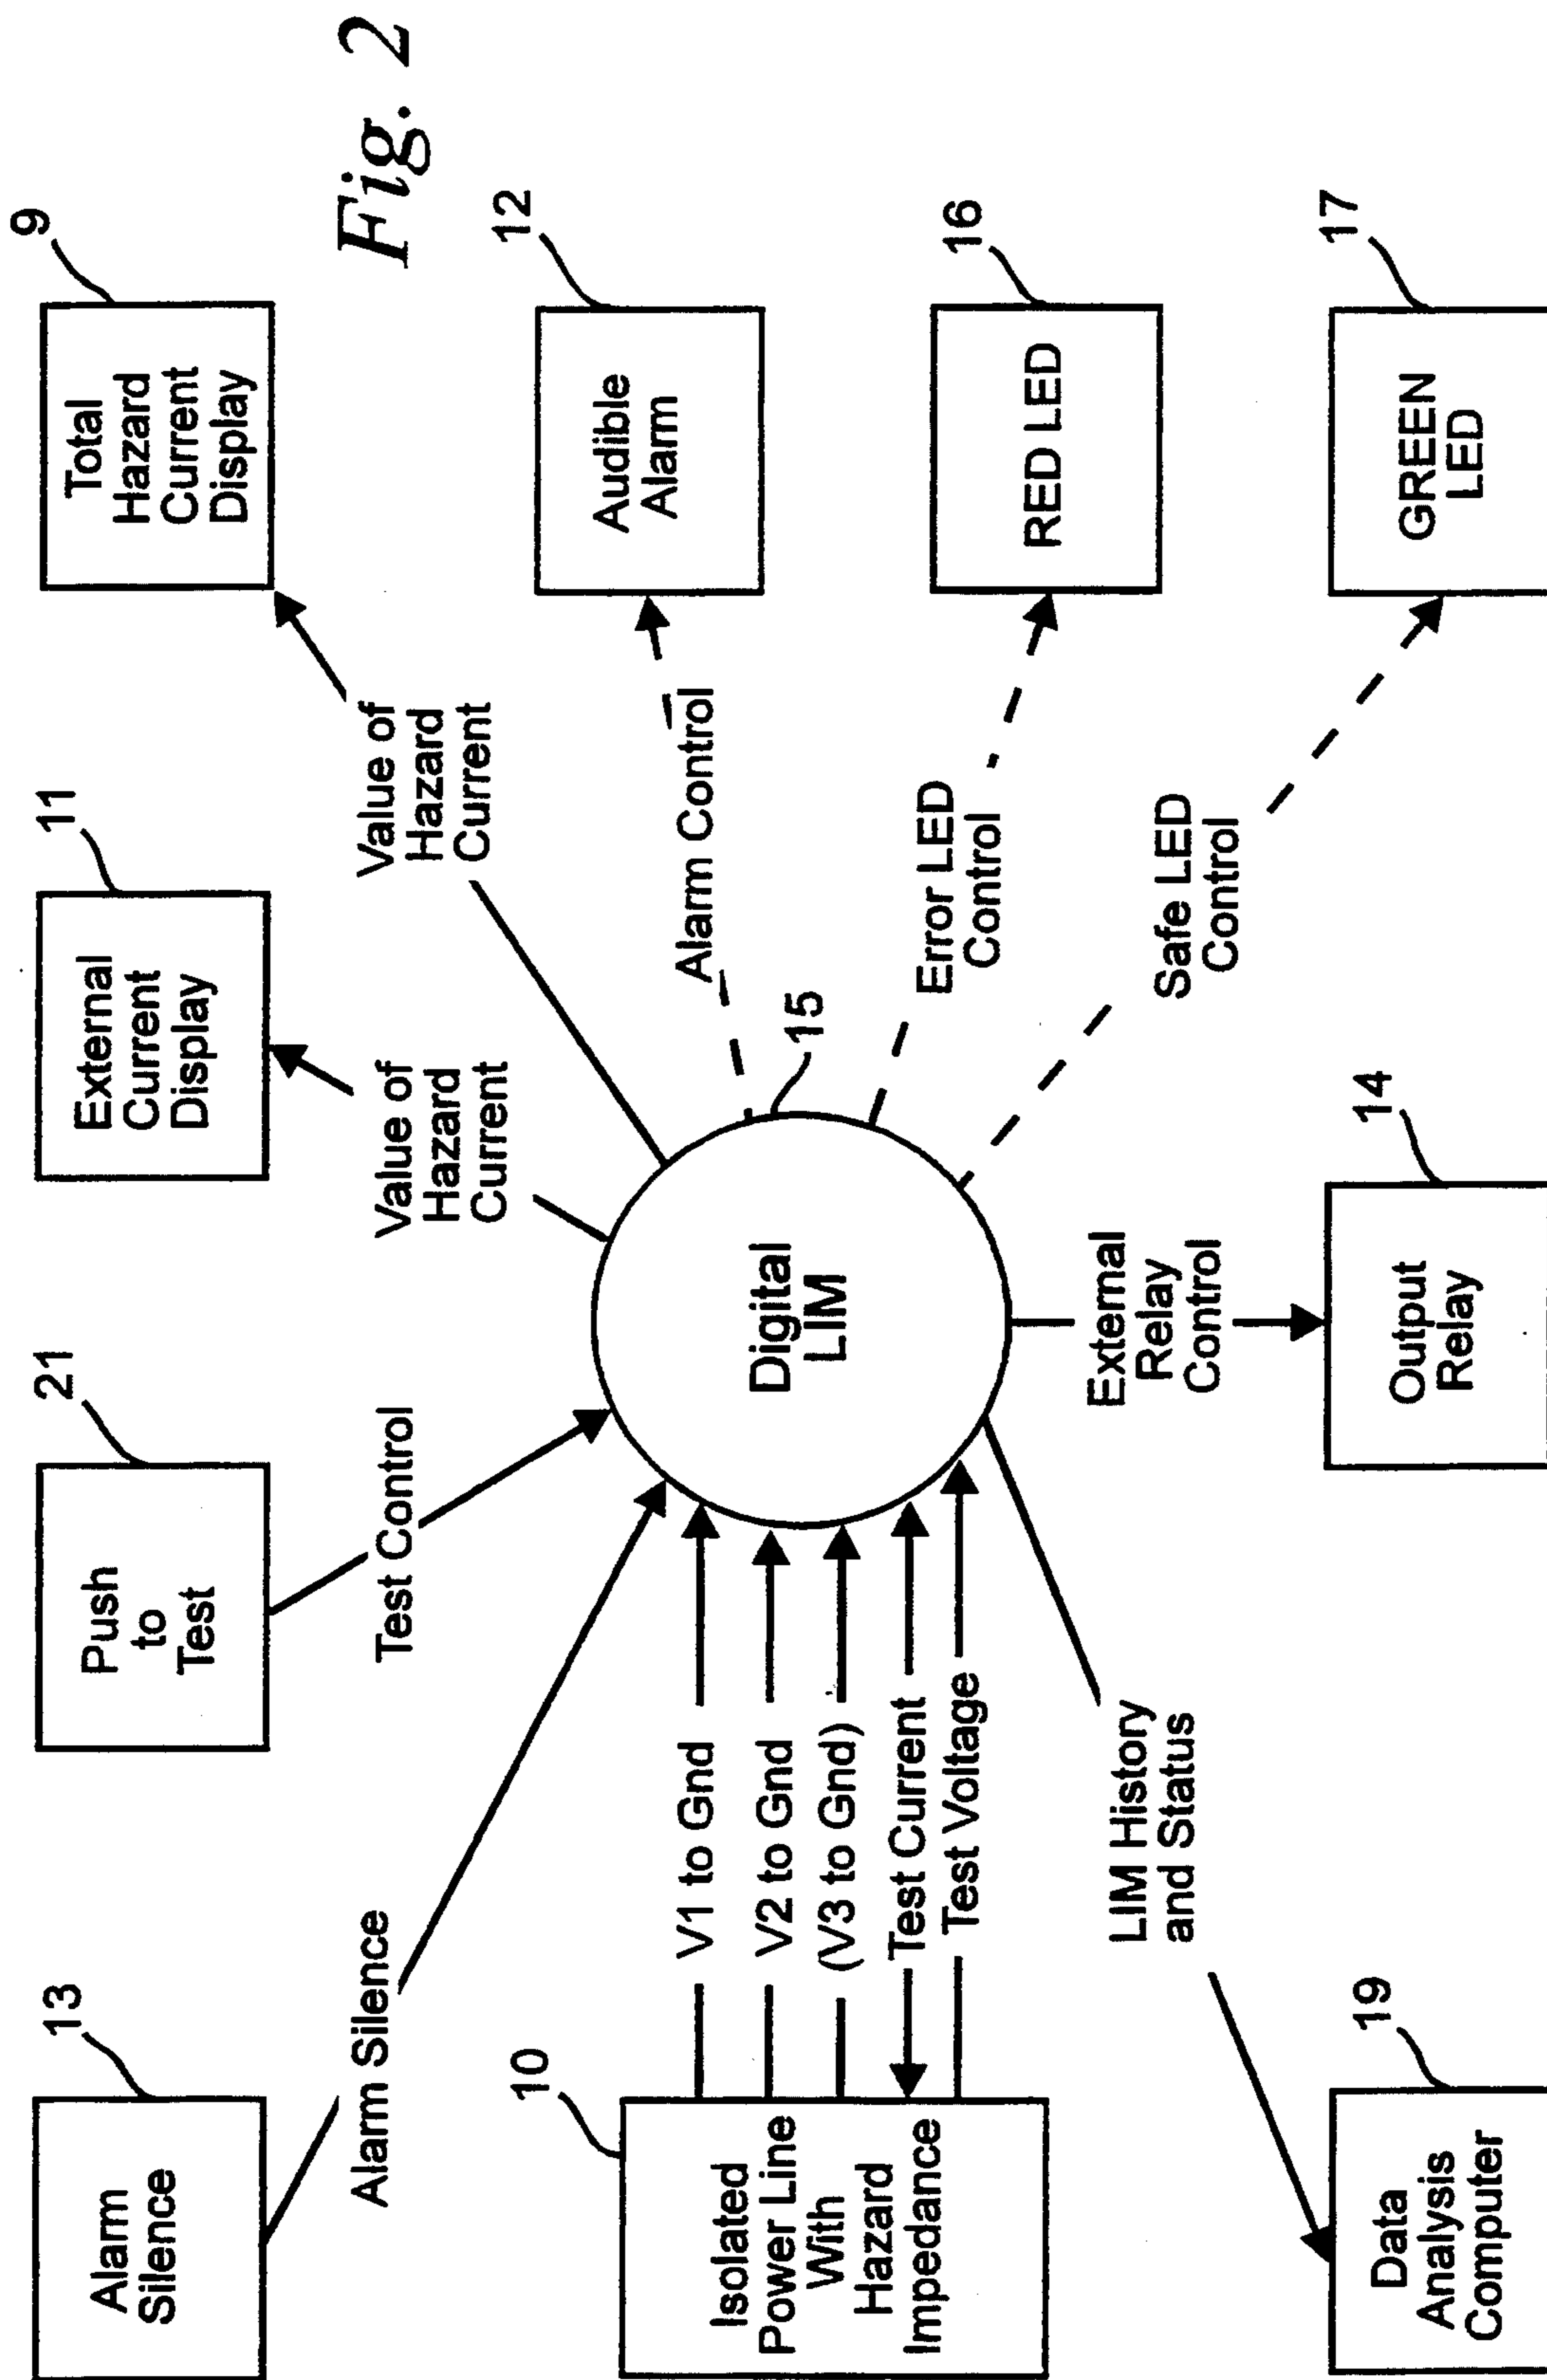 Fig. 2
13
Alarm
Silence
21
Push
to
Test
11
External
Current
Display
9
Total
Hazard
Current
Display
Alarm Silence
Test Control
Value of
Hazard
Current
Value of
Hazard
Current
10
Isolated
Power Line
With
Hazard
Impedance
V1 to Gnd
V2 to Gnd
(V3 to Gnd)
Test Current
Test Voltage
Digital
LIM
15
Alarm Control
12
Audible
Alarm
Error LED
Control
16
RED LED
Safe LED
Control
17
GREEN
LED
LIM History
and Status
19
Data
Analysis
Computer
External
Relay
Control
14
Output
Relay